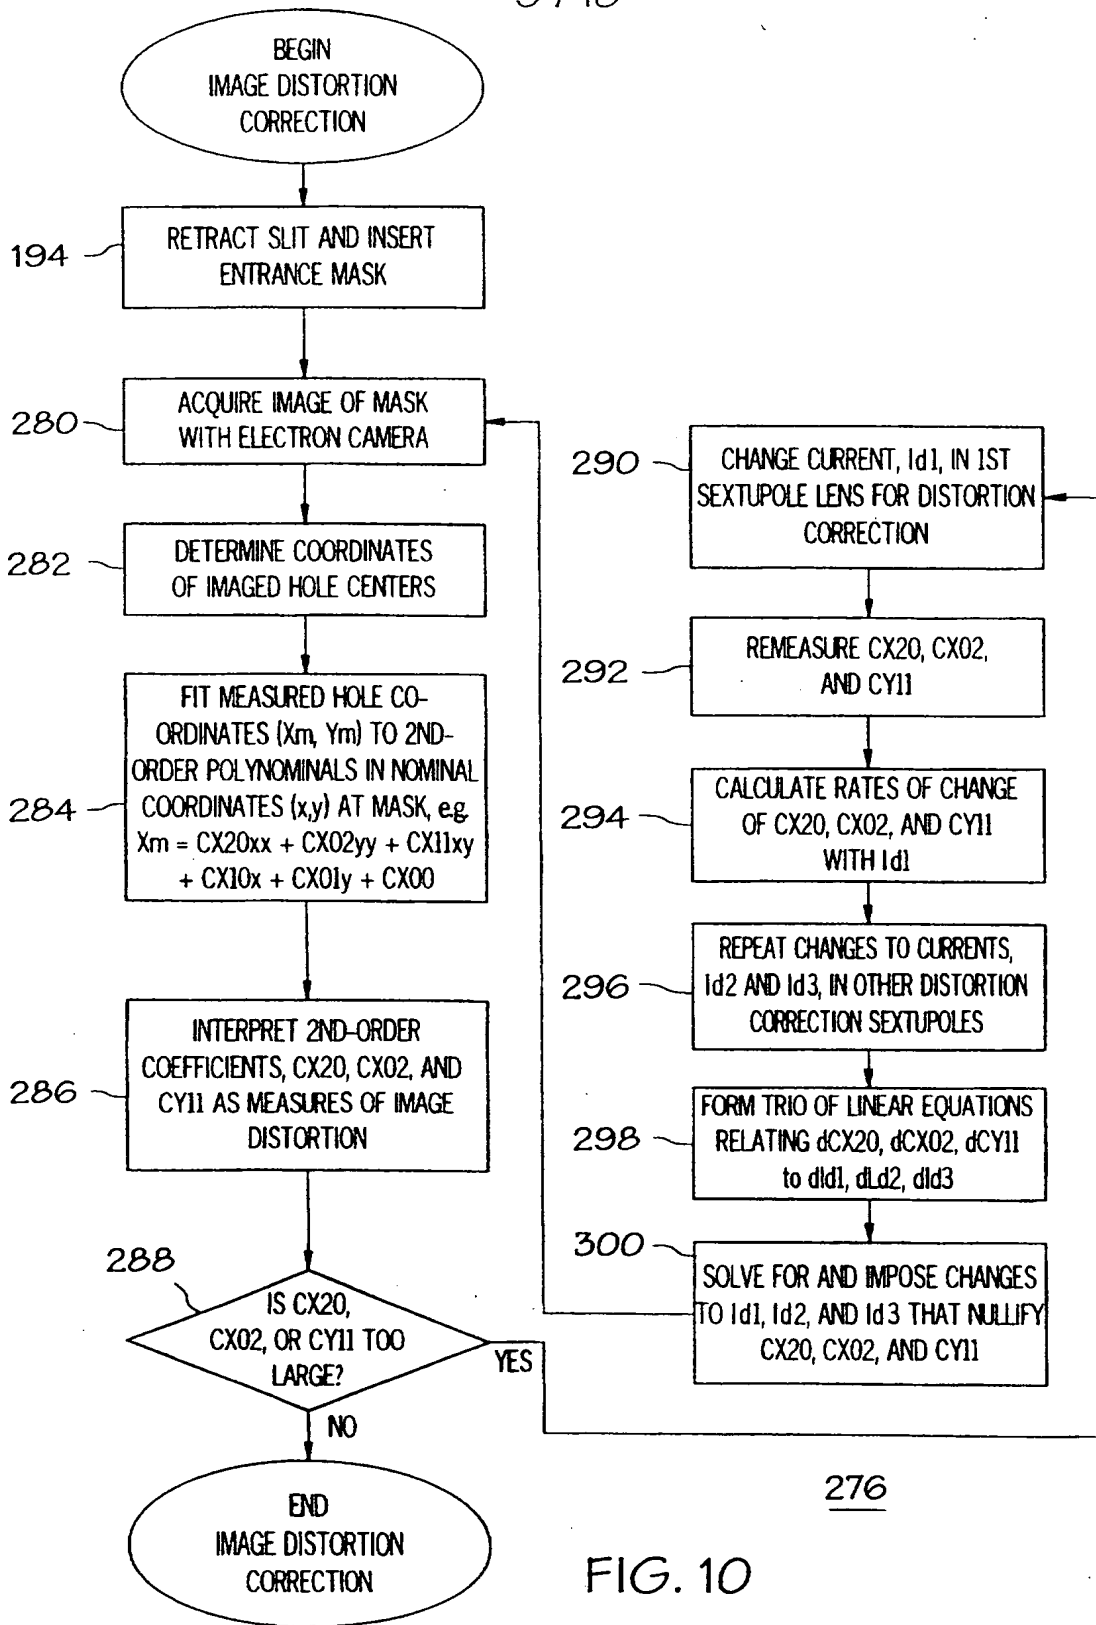 BEGIN
IMAGE DISTORTION
CORRECTION
194
RETRACT SLIT AND INSERT
ENTRANCE MASK
280
ACQUIRE IMAGE OF MASK
WITH ELECTRON CAMERA
282
DETERMINE COORDINATES
OF IMAGED HOLE CENTERS
284
FIT MEASURED HOLE CO-
ORDINATES (Xm, Ym) TO 2ND-
ORDER POLYNOMINALS IN NOMINAL
COORDINATES (x,y) AT MASK, e.g.
Xm = CX20xx + CX02yy + CX11xy
+ CX10x + CX01y + CX00
286
INTERPRET 2ND-ORDER
COEFFICIENTS, CX20, CX02, AND
CY11 AS MEASURES OF IMAGE
DISTORTION
288
IS CX20,
CX02, OR CY11 TOO
LARGE?
YES
NO
END
IMAGE DISTORTION
CORRECTION
290
CHANGE CURRENT, Id1, IN 1ST
SEXTUPOLE LENS FOR DISTORTION
CORRECTION
292
REMEASURE CX20, CX02,
AND CY11
294
CALCULATE RATES OF CHANGE
OF CX20, CX02, AND CY11
WITH Id1
296
REPEAT CHANGES TO CURRENTS,
Id2 AND Id3, IN OTHER DISTORTION
CORRECTION SEXTUPOLES
298
FORM TRIO OF LINEAR EQUATIONS
RELATING dCX20, dCX02, dCY11
to dId1, dLd2, dId3
300
SOLVE FOR AND IMPOSE CHANGES
TO Id1, Id2, AND Id3 THAT NULLIFY
CX20, CX02, AND CY11
276
FIG. 10